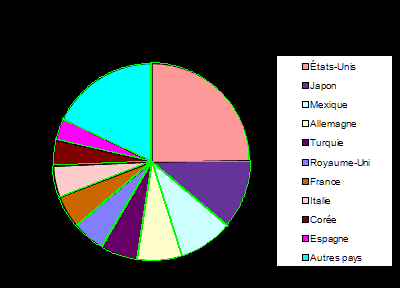 États-Unis
Japon
Mexique
Allemagne
Turquie
Royaume-Uni
France
Italie
Corée
Espagne
Autres pays